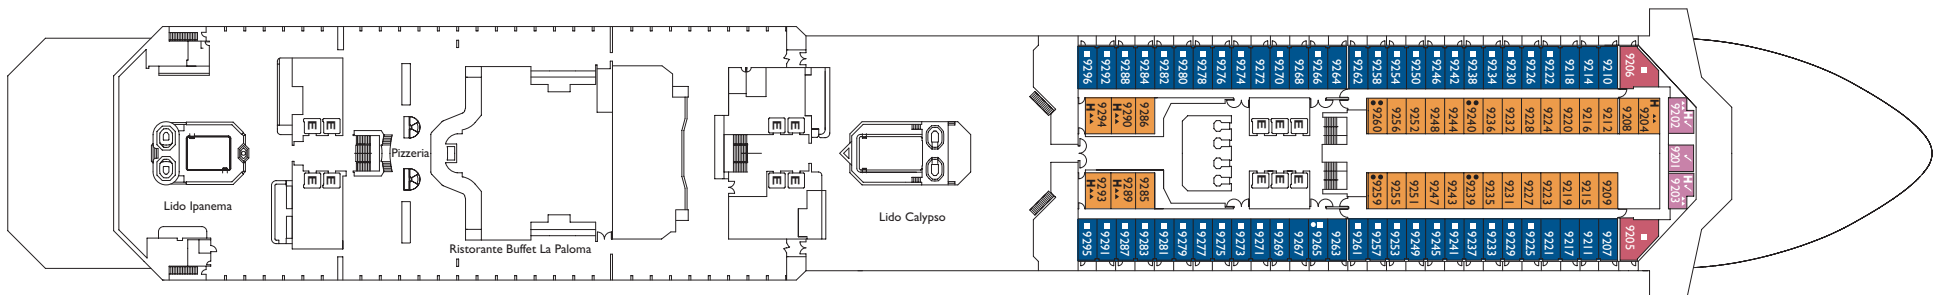 9296 9292 9288 9284 9282 9280 9278 9276 9274 9272 9270 9268 9266 9264 9262 9258 9254 9250 9246 9242 9238 9234 9230 9226 9222 9218 9214 9210 9206
H 9294 H 9290 9286 9260 9256 9252 9248 9244 9240 9236 9232 9228 9224 9220 9216 9212 9208 H 9204 H 9202
E E E E E E E
Pizzeria
9201
E E E E E E E
H 9293 H 9289 9285 9259 9255 9251 9247 9243 9239 9235 9231 9227 9223 9219 9215 9209 H 9203
Lido Ipanema
Lido Calypso
Ristorante Buffet La Paloma
9295 9291 9287 9283 9281 9279 9277 9275 9273 9271 9269 9267 9265 9263 9261 9257 9253 9249 9245 9241 9237 9233 9229 9225 9221 9217 9211 9207 9205